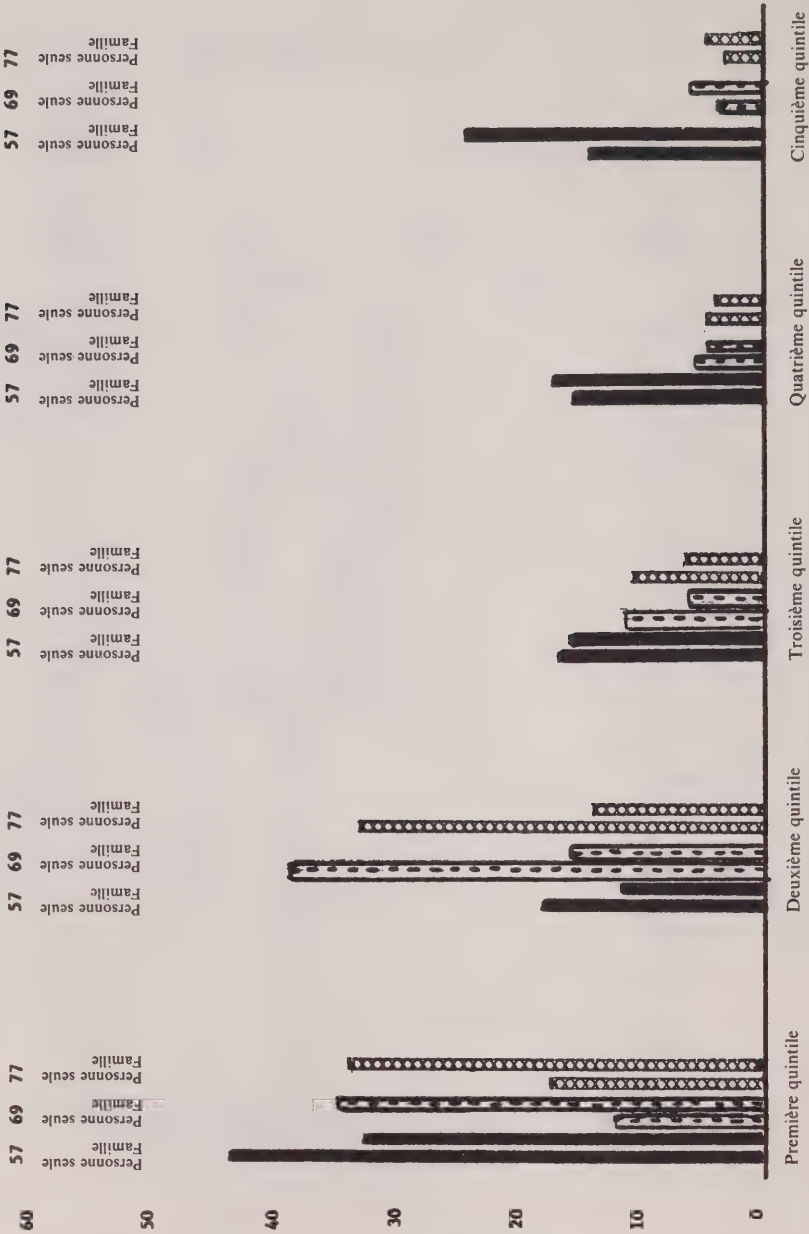 57 69 77
Personne seule
Famille
Personne seule
Famille
Personne seule
Famille
57 69 77
Personne seule
Famille
Personne seule
Famille
Personne seule
Famille
57 69 77
Personne seule
Famille
Personne seule
Famille
Personne seule
Famille
57 69 77
Personne seule
Famille
Personne seule
Famille
Personne seule
Famille
57 69 77
Personne seule
Famille
Personne seule
Famille
Personne seule
Famille
60
50
40
30
20
10
0
Première quintile
Deuxième quintile
Troisième quintile
Quatrième quintile
Cinquième quintile